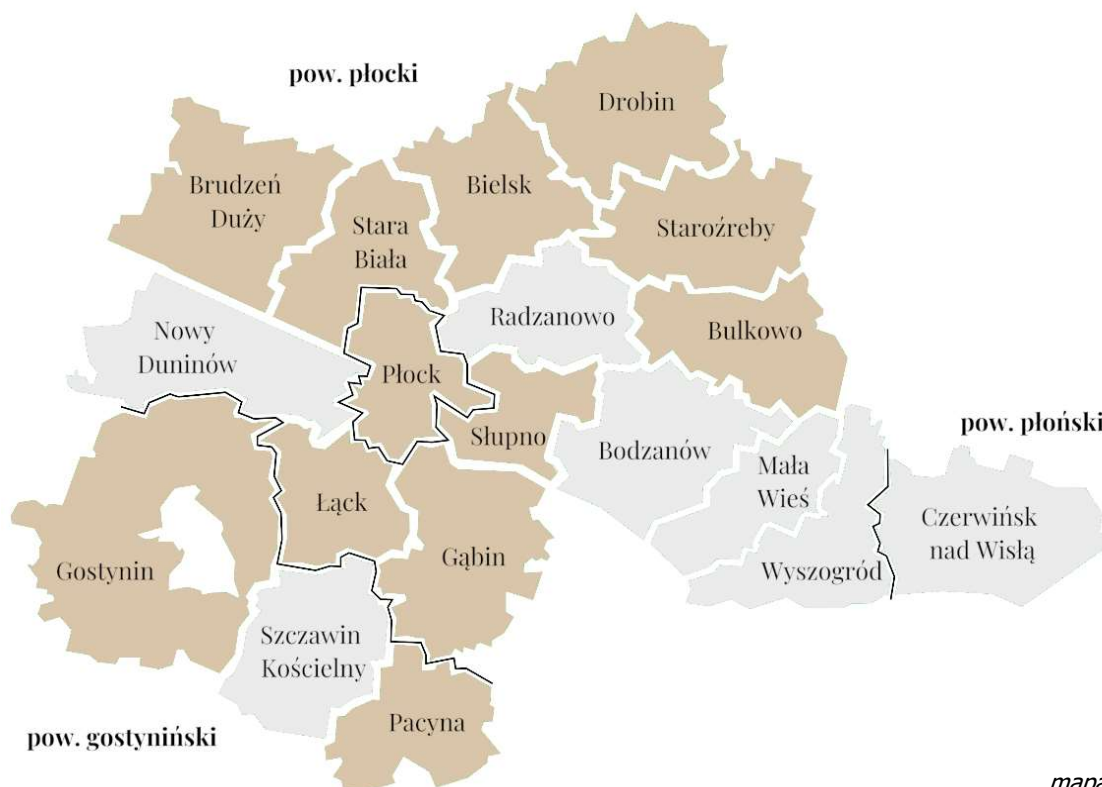 pow. płocki
Drobin
Brudzeń
Duży
Bielsk
Stara
Biała
Staroźreby
Radzanowo
Nowy
Duninów
Bulkowo
Płock
Słupno
Bodzanów
pow. płoński
Mała
Wieś
Łąck
Czerwińsk
nad Wisłą
Gostynin
Gąbin
Wyszogród
Szczawin
Kościelny
Pacyna
pow. gostyniński
mapa